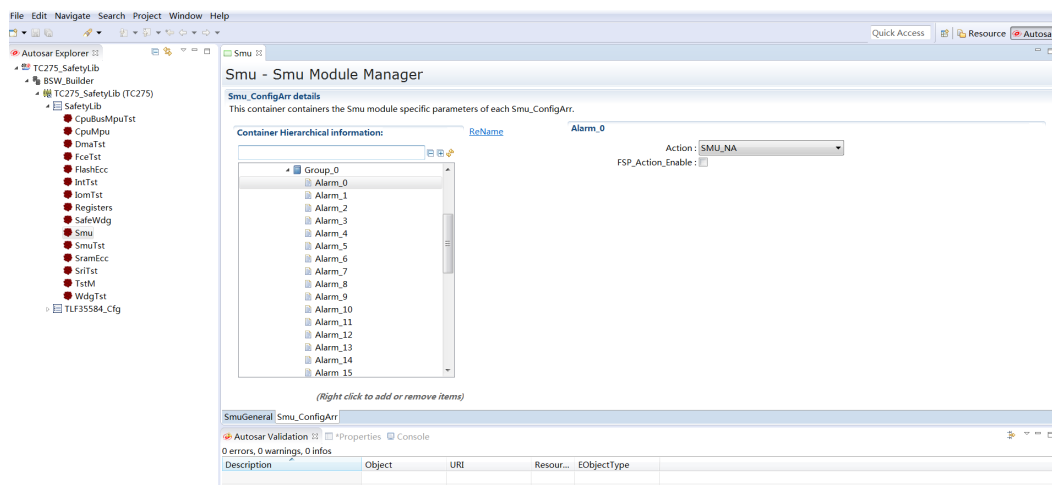 File Edit Navigate Search Project Window Help
Quick Access Resource Autosa
Autosar Explorer
TC275_SafetyLib
BSW_Builder
TC275_SafetyLib (TC275)
SafetyLib
CpuBusMpuTst
CpuMpu
DmaTst
FceTst
FlashEcc
IntTst
IomTst
Registers
SafeWdg
Smu
SmuTst
SramEcc
SriTst
TstM
WdgTst
TLF35584_Cfg
Smu
Smu - Smu Module Manager
Smu_ConfigArr details
This container containers the Smu module specific parameters of each Smu_ConfigArr.
Container Hierarchical information:
ReName
Group_0
Alarm_0
Alarm_1
Alarm_2
Alarm_3
Alarm_4
Alarm_5
Alarm_6
Alarm_7
Alarm_8
Alarm_9
Alarm_10
Alarm_11
Alarm_12
Alarm_13
Alarm_14
Alarm_15
(Right click to add or remove items)
Alarm_0
Action : SMU_NA
FSP_Action_Enable :
SmuGeneral Smu_ConfigArr
Autosar Validation *Properties Console
0 errors, 0 warnings, 0 infos
Description Object URI Resour... EObjectType